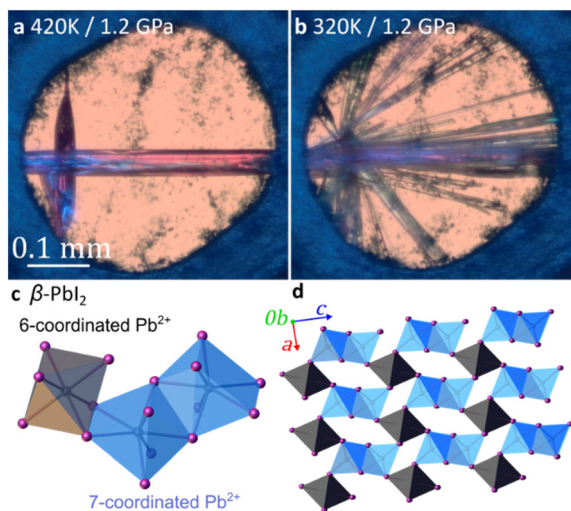 a 420K / 1.2 GPa
b 320K / 1.2 GPa
0.1 mm
c β-PbI₂
6-coordinated Pb²⁺
7-coordinated Pb²⁺
d
0b
c
a